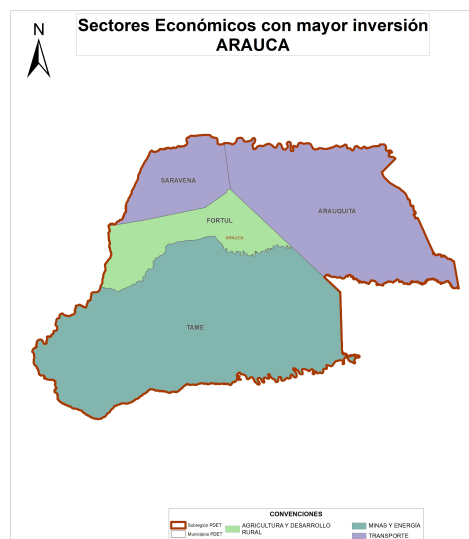 Sectores Económicos con mayor inversión
ARAUCA
N
SARAVENA
ARAUQUITA
FORTUL
ARAUCA
TAME
CONVENCIONES
Subregión PDET
Municipios PDET
AGRICULTURA Y DESARROLLO
RURAL
MINAS Y ENERGÍA
TRANSPORTE